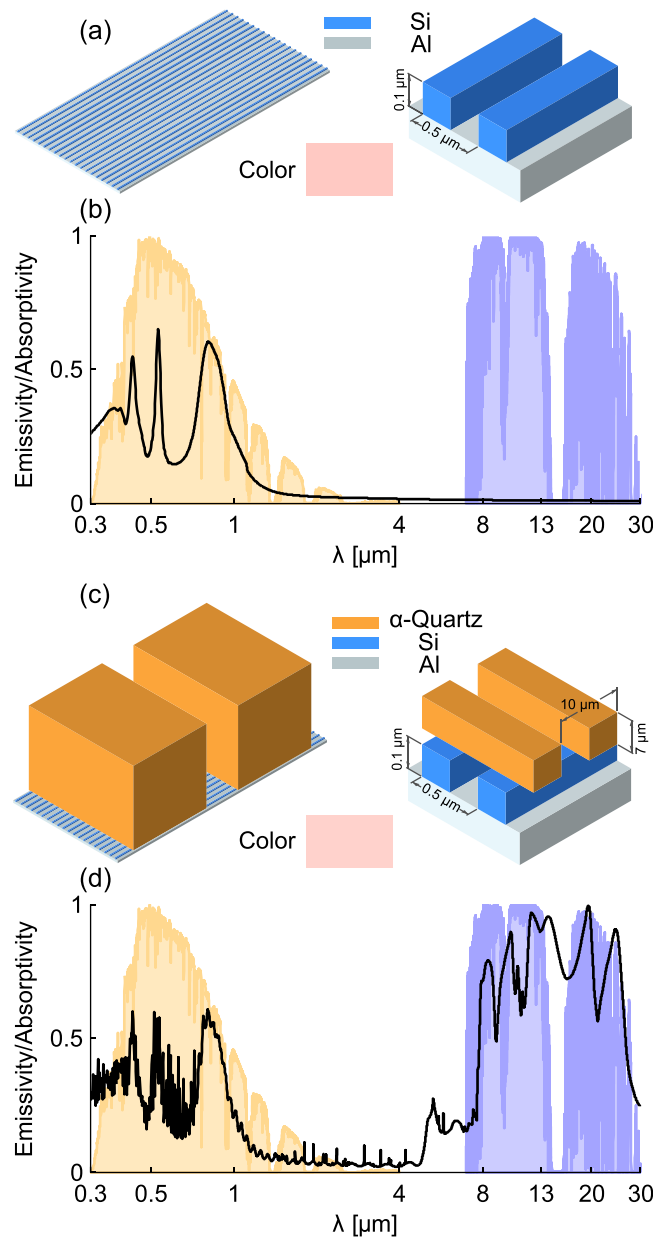 (a)
Si
Al
0.1 μm
0.5 μm
Color
(b)
Emissivity/Absorptivity
1
0.5
0
0.3 0.5 1 4 8 13 20 30
λ [μm]
(c)
α-Quartz
Si
Al
10 μm
7 μm
0.1 μm
0.5 μm
Color
(d)
Emissivity/Absorptivity
1
0.5
0
0.3 0.5 1 4 8 13 20 30
λ [μm]